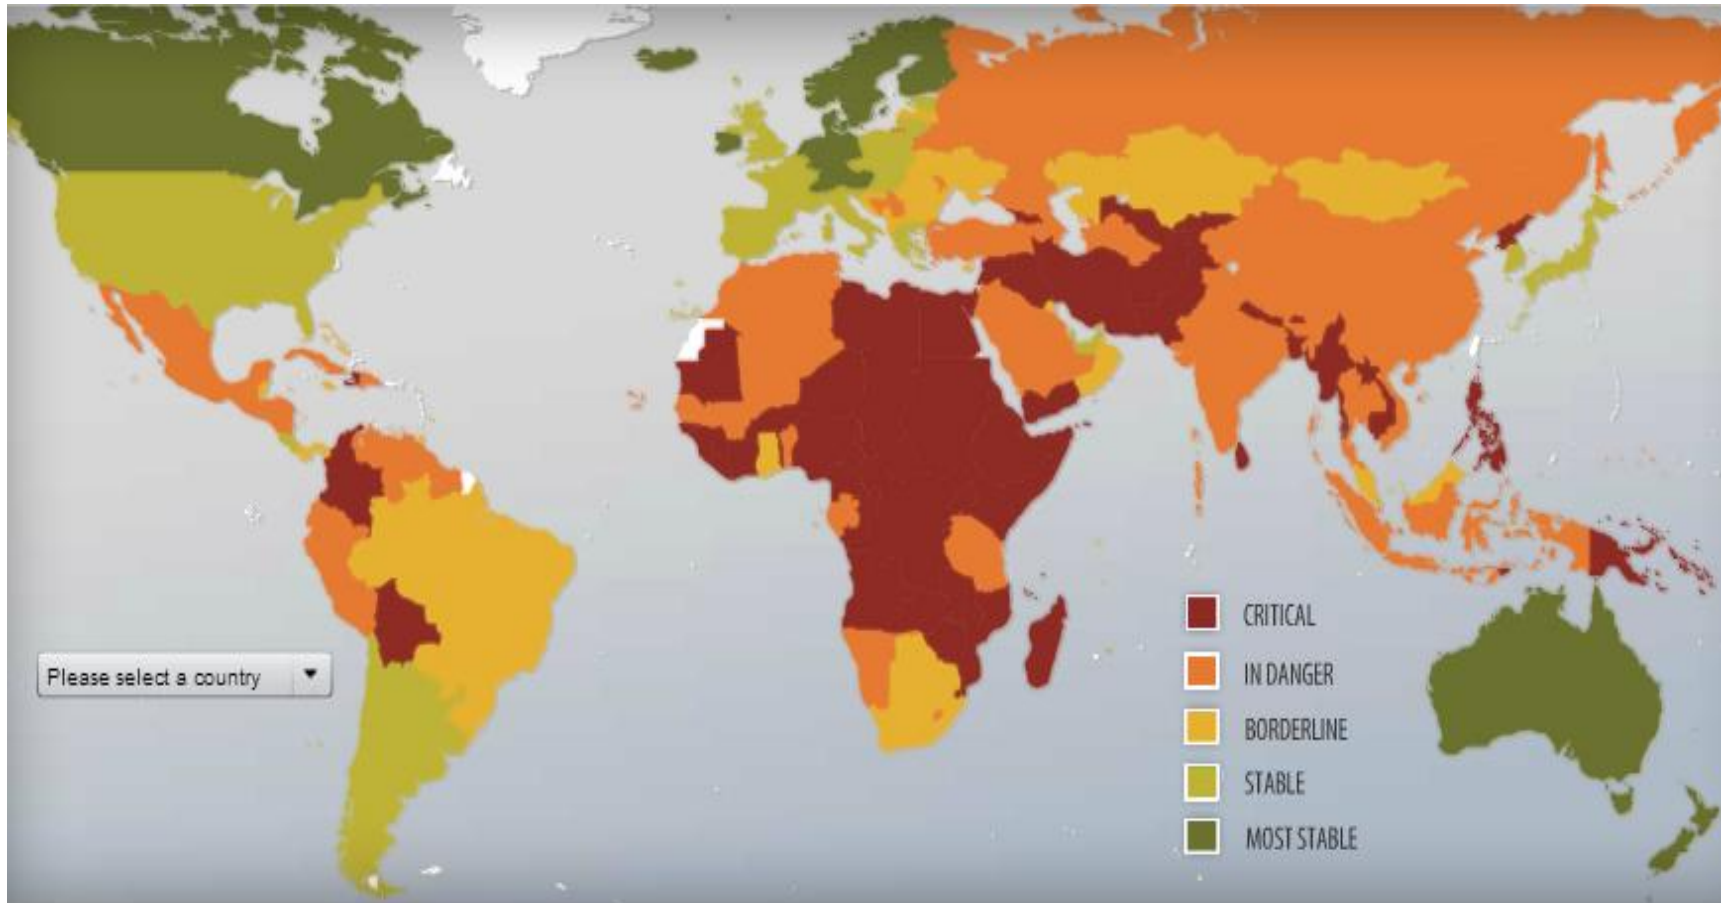 Please select a country
CRITICAL
IN DANGER
BORDERLINE
STABLE
MOST STABLE